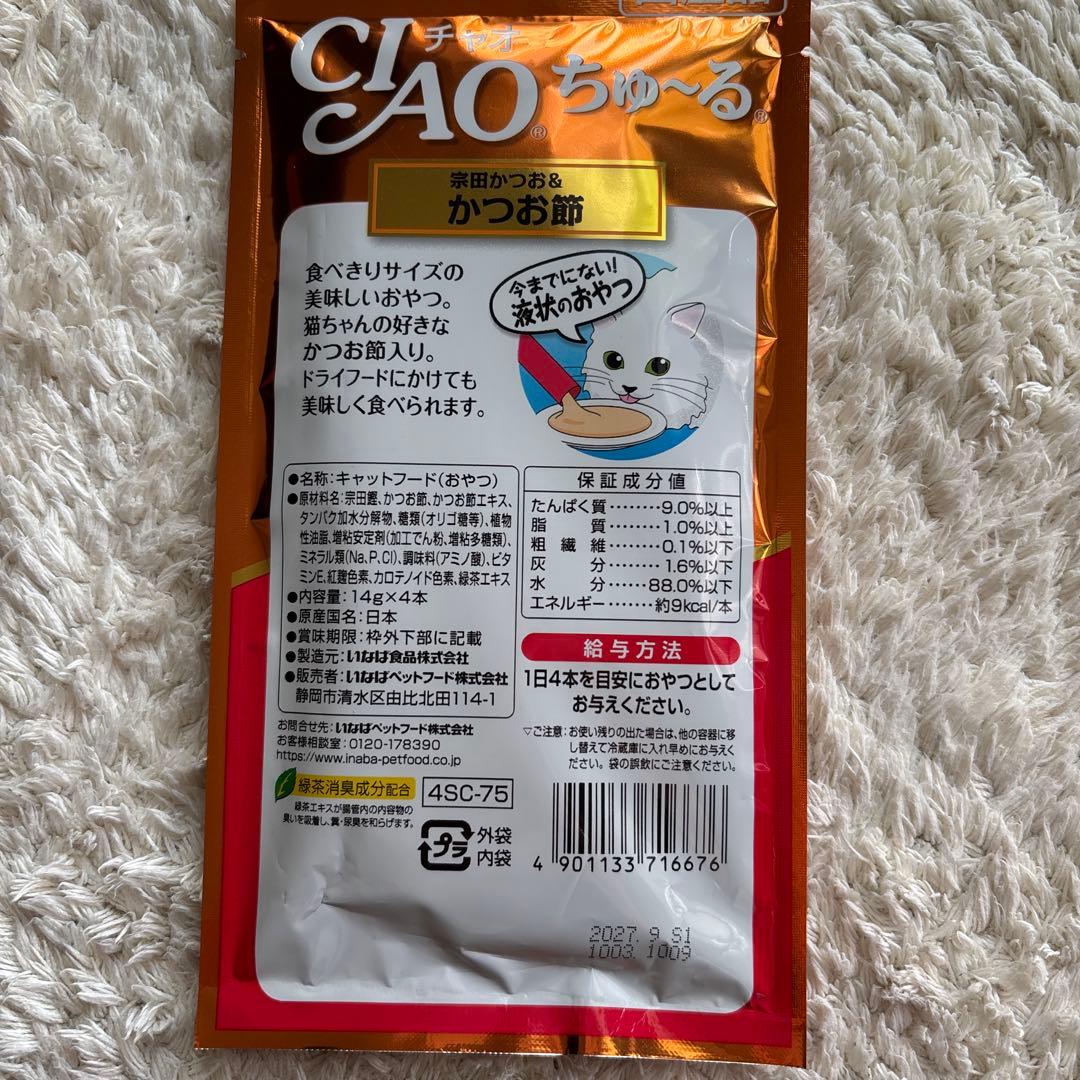 CIAO チャオ ちゅ～る
宗田かつお&
かつお節
食べきりサイズの
美味しいおやつ。
猫ちゃんの好きな
かつお節入り。
ドライフードにかけても
美味しく食べられます。
今までにない!
液状のおやつ
●名称:キャットフード(おやつ)
●原材料名:宗田鰹、かつお節、かつお節エキス、
タンパク加水分解物、糖類(オリゴ糖等)、植物
性油脂、増粘安定剤(加工でん粉、増粘多糖類)、
ミネラル類(Na、P、Cl)、調味料(アミノ酸)、ビタ
ミンE、紅麹色素、カロテノイド色素、緑茶エキス
●内容量:14g×4本
●原産国名:日本
●賞味期限:枠外下部に記載
●製造元:いなば食品株式会社
●販売者:いなばペットフード株式会社
静岡市清水区由比北田114-1
保証成分値
たんぱく質………9.0%以上
脂質………1.0%以上
粗繊維………0.1%以下
灰分………1.6%以下
水分………88.0%以下
エネルギー……約9kcal/本
給与方法
1日4本を目安におやつとして
お与えください。
▽ご注意:お使い残りの出た場合は、他の容器に移
し替えて冷蔵庫に入れ早めにお与えく
ださい。袋の誤飲にご注意ください。
お問合せ先:いなばペットフード株式会社
お客様相談室:0120-178390
https://www.inaba-petfood.co.jp
緑茶消臭成分配合
緑茶エキスが腸管内の内容物の
臭いを吸着し、糞・尿臭を和らげます。
4SC-75
プラ
外袋
内袋
4 901133 716676
2027. 9 S1
1003. 1009